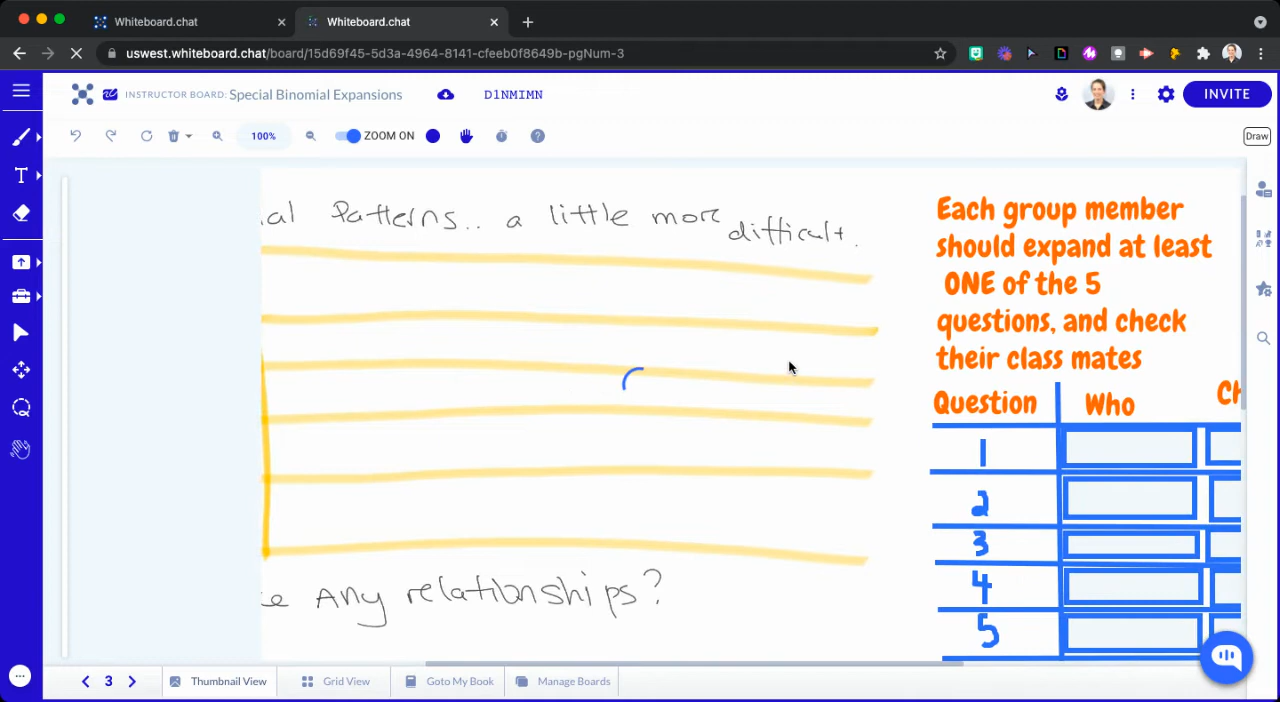 Whiteboard.chat
Whiteboard.chat
uswest.whiteboard.chat/board/15d69f45-5d3a-4964-8141-cfeeb0f8649b-pgNum-3
INSTRUCTOR BOARD: Special Binomial Expansions
D1NMIMN
INVITE
100%
ZOOM ON
Draw
ial Patterns.. a little more difficult.
Each group member
should expand at least
ONE of the 5
questions, and check
their class mates
Question Who Ch
1
2
3
4
5
ce Any relationships?
3
Thumbnail View
Grid View
Goto My Book
Manage Boards